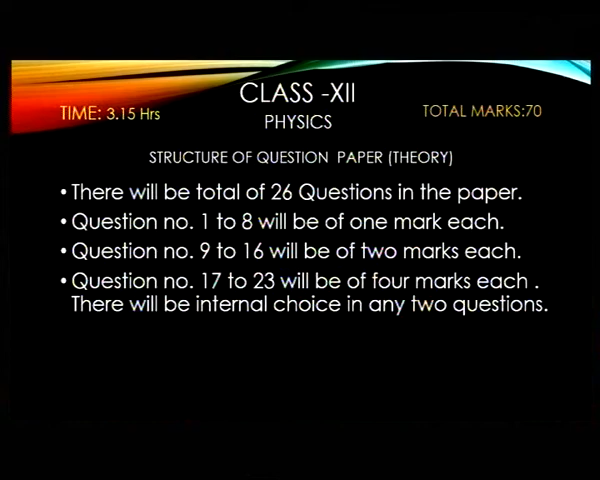 CLASS -XII
TIME: 3.15 Hrs
TOTAL MARKS:70
PHYSICS
STRUCTURE OF QUESTION PAPER (THEORY)
• There will be total of 26 Questions in the paper.
• Question no. 1 to 8 will be of one mark each.
• Question no. 9 to 16 will be of two marks each.
• Question no. 17 to 23 will be of four marks each .
There will be internal choice in any two questions.